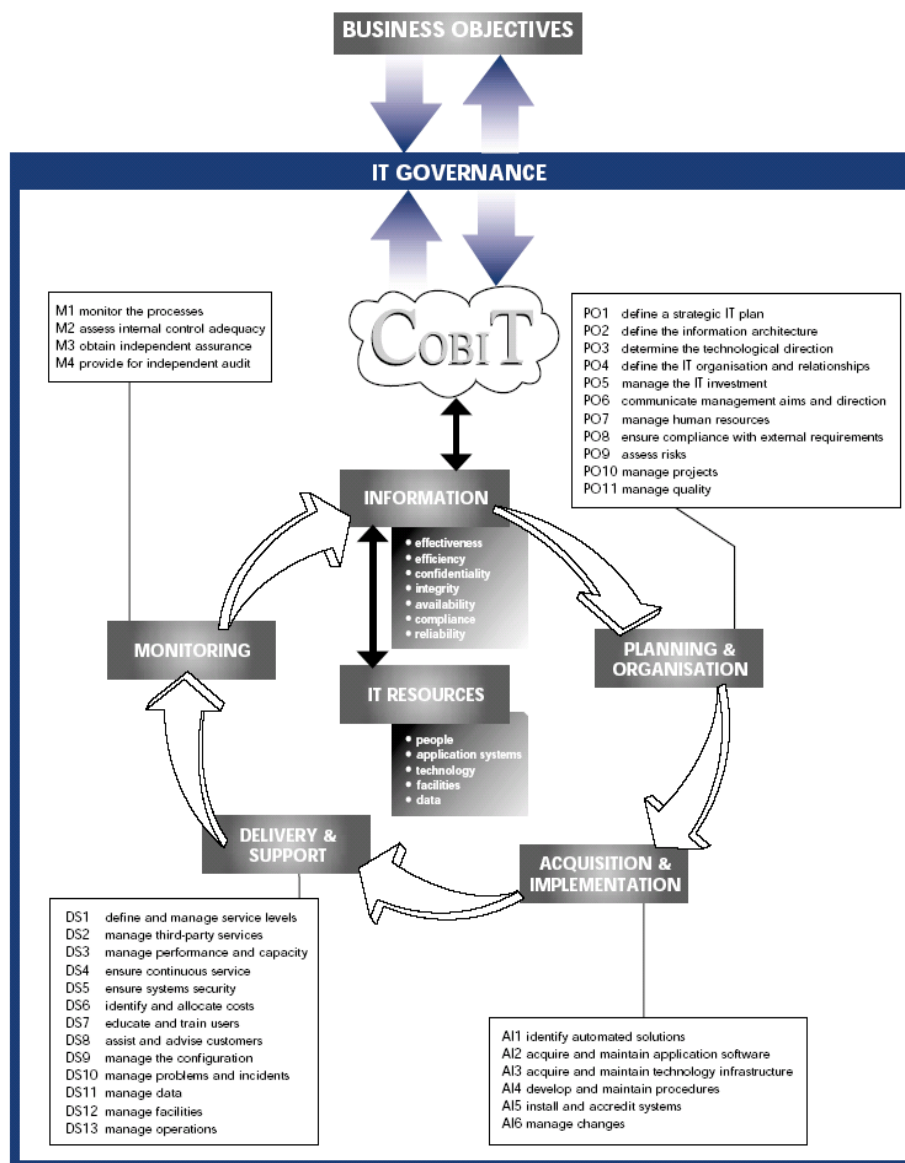 BUSINESS OBJECTIVES
IT GOVERNANCE
COBIT
M1 monitor the processes
M2 assess internal control adequacy
M3 obtain independent assurance
M4 provide for independent audit
PO1 define a strategic IT plan
PO2 define the information architecture
PO3 determine the technological direction
PO4 define the IT organisation and relationships
PO5 manage the IT investment
PO6 communicate management aims and direction
PO7 manage human resources
PO8 ensure compliance with external requirements
PO9 assess risks
PO10 manage projects
PO11 manage quality
INFORMATION
• effectiveness
• efficiency
• confidentiality
• integrity
• availability
• compliance
• reliability
MONITORING
PLANNING &
ORGANISATION
IT RESOURCES
• people
• application systems
• technology
• facilities
• data
DELIVERY &
SUPPORT
ACQUISITION &
IMPLEMENTATION
DS1 define and manage service levels
DS2 manage third-party services
DS3 manage performance and capacity
DS4 ensure continuous service
DS5 ensure systems security
DS6 identify and allocate costs
DS7 educate and train users
DS8 assist and advise customers
DS9 manage the configuration
DS10 manage problems and incidents
DS11 manage data
DS12 manage facilities
DS13 manage operations
AI1 identify automated solutions
AI2 acquire and maintain application software
AI3 acquire and maintain technology infrastructure
AI4 develop and maintain procedures
AI5 install and accredit systems
AI6 manage changes